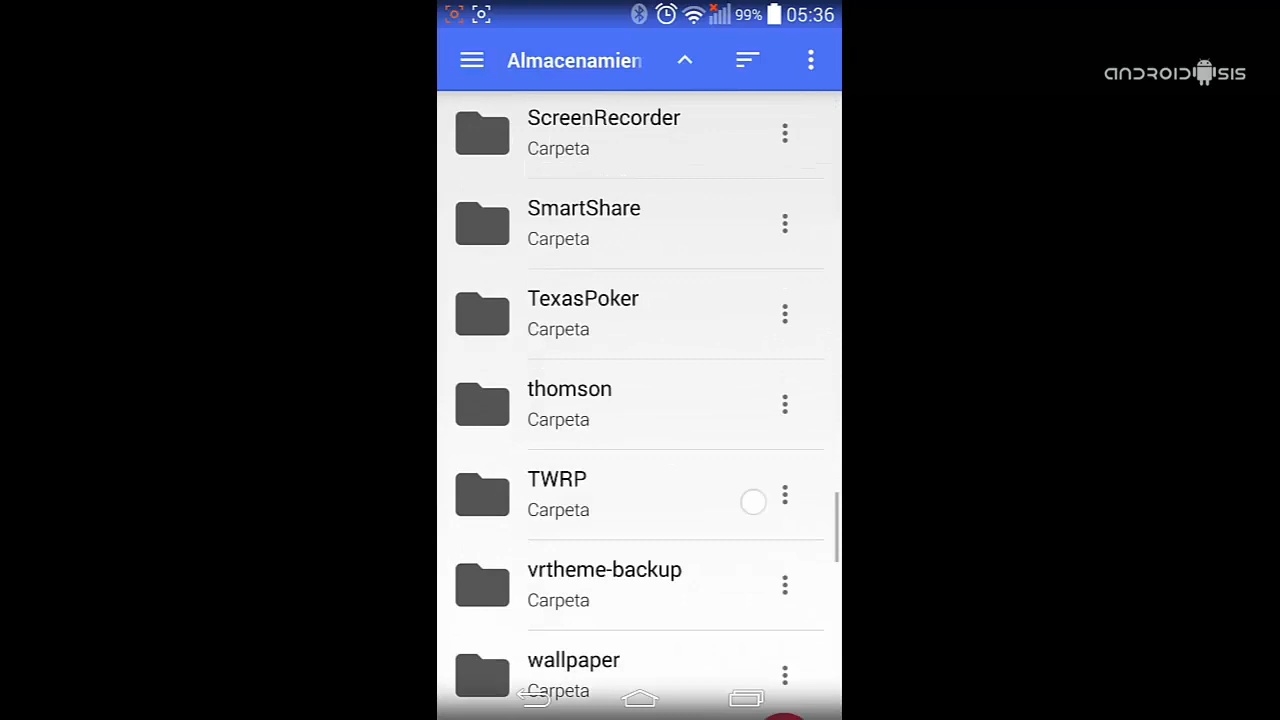 99% 05:36
Almacenamien
ANDROIDSIS
ScreenRecorder
Carpeta
SmartShare
Carpeta
TexasPoker
Carpeta
thomson
Carpeta
TWRP
Carpeta
vrtheme-backup
Carpeta
wallpaper
Carpeta